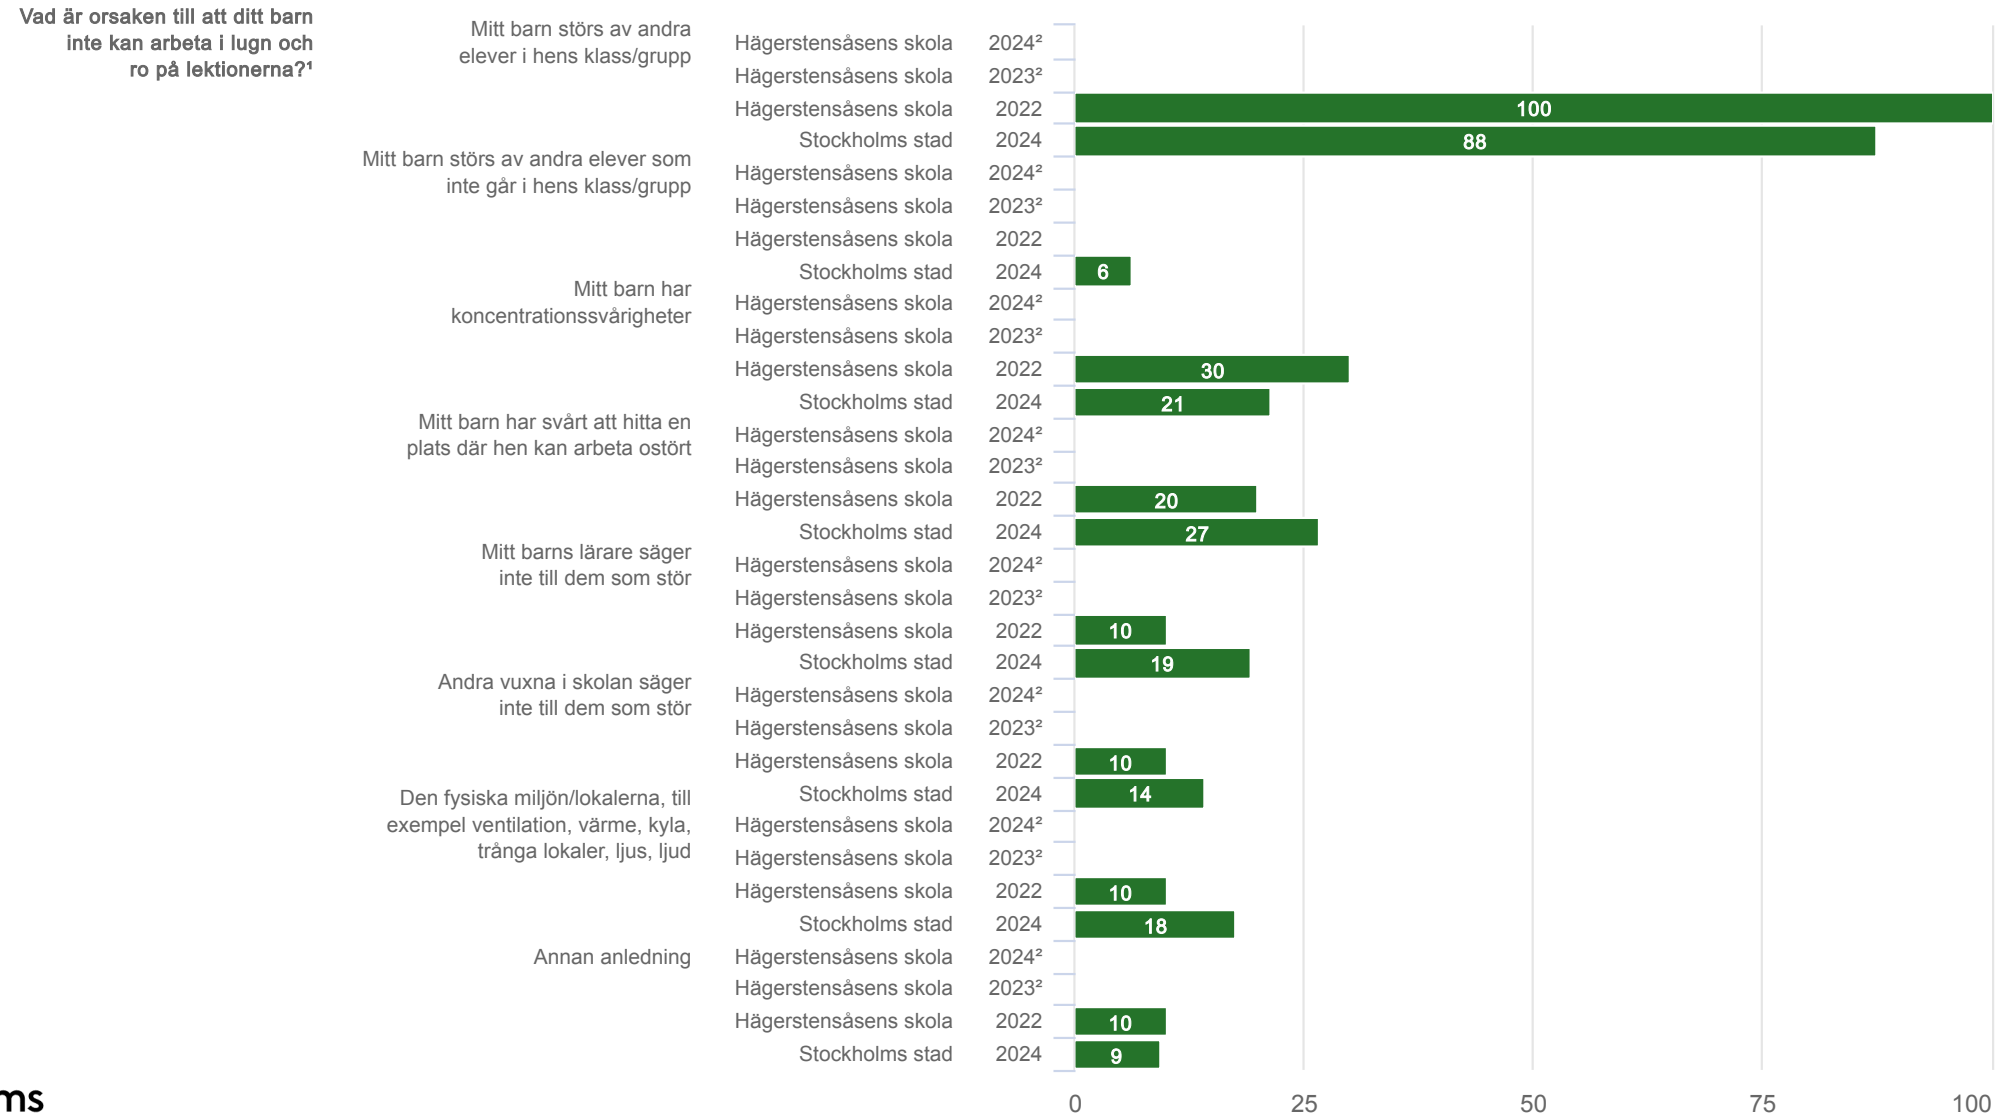 Vad är orsaken till att ditt barn
inte kan arbeta i lugn och
ro på lektionerna?¹
Mitt barn störs av andra
elever i hens klass/grupp
Hägerstensåsens skola 2024²
Hägerstensåsens skola 2023²
Hägerstensåsens skola 2022 100
Stockholms stad 2024 88
Mitt barn störs av andra elever som
inte går i hens klass/grupp
Hägerstensåsens skola 2024²
Hägerstensåsens skola 2023²
Hägerstensåsens skola 2022
Stockholms stad 2024 6
Mitt barn har
koncentrationssvårigheter
Hägerstensåsens skola 2024²
Hägerstensåsens skola 2023²
Hägerstensåsens skola 2022 30
Stockholms stad 2024 21
Mitt barn har svårt att hitta en
plats där hen kan arbeta ostört
Hägerstensåsens skola 2024²
Hägerstensåsens skola 2023²
Hägerstensåsens skola 2022 20
Stockholms stad 2024 27
Mitt barns lärare säger
inte till dem som stör
Hägerstensåsens skola 2024²
Hägerstensåsens skola 2023²
Hägerstensåsens skola 2022 10
Stockholms stad 2024 19
Andra vuxna i skolan säger
inte till dem som stör
Hägerstensåsens skola 2024²
Hägerstensåsens skola 2023²
Hägerstensåsens skola 2022 10
Stockholms stad 2024 14
Den fysiska miljön/lokalerna, till
exempel ventilation, värme, kyla,
trånga lokaler, ljus, ljud
Hägerstensåsens skola 2024²
Hägerstensåsens skola 2023²
Hägerstensåsens skola 2022 10
Stockholms stad 2024 18
Annan anledning
Hägerstensåsens skola 2024²
Hägerstensåsens skola 2023²
Hägerstensåsens skola 2022 10
Stockholms stad 2024 9
0 25 50 75 100
ms